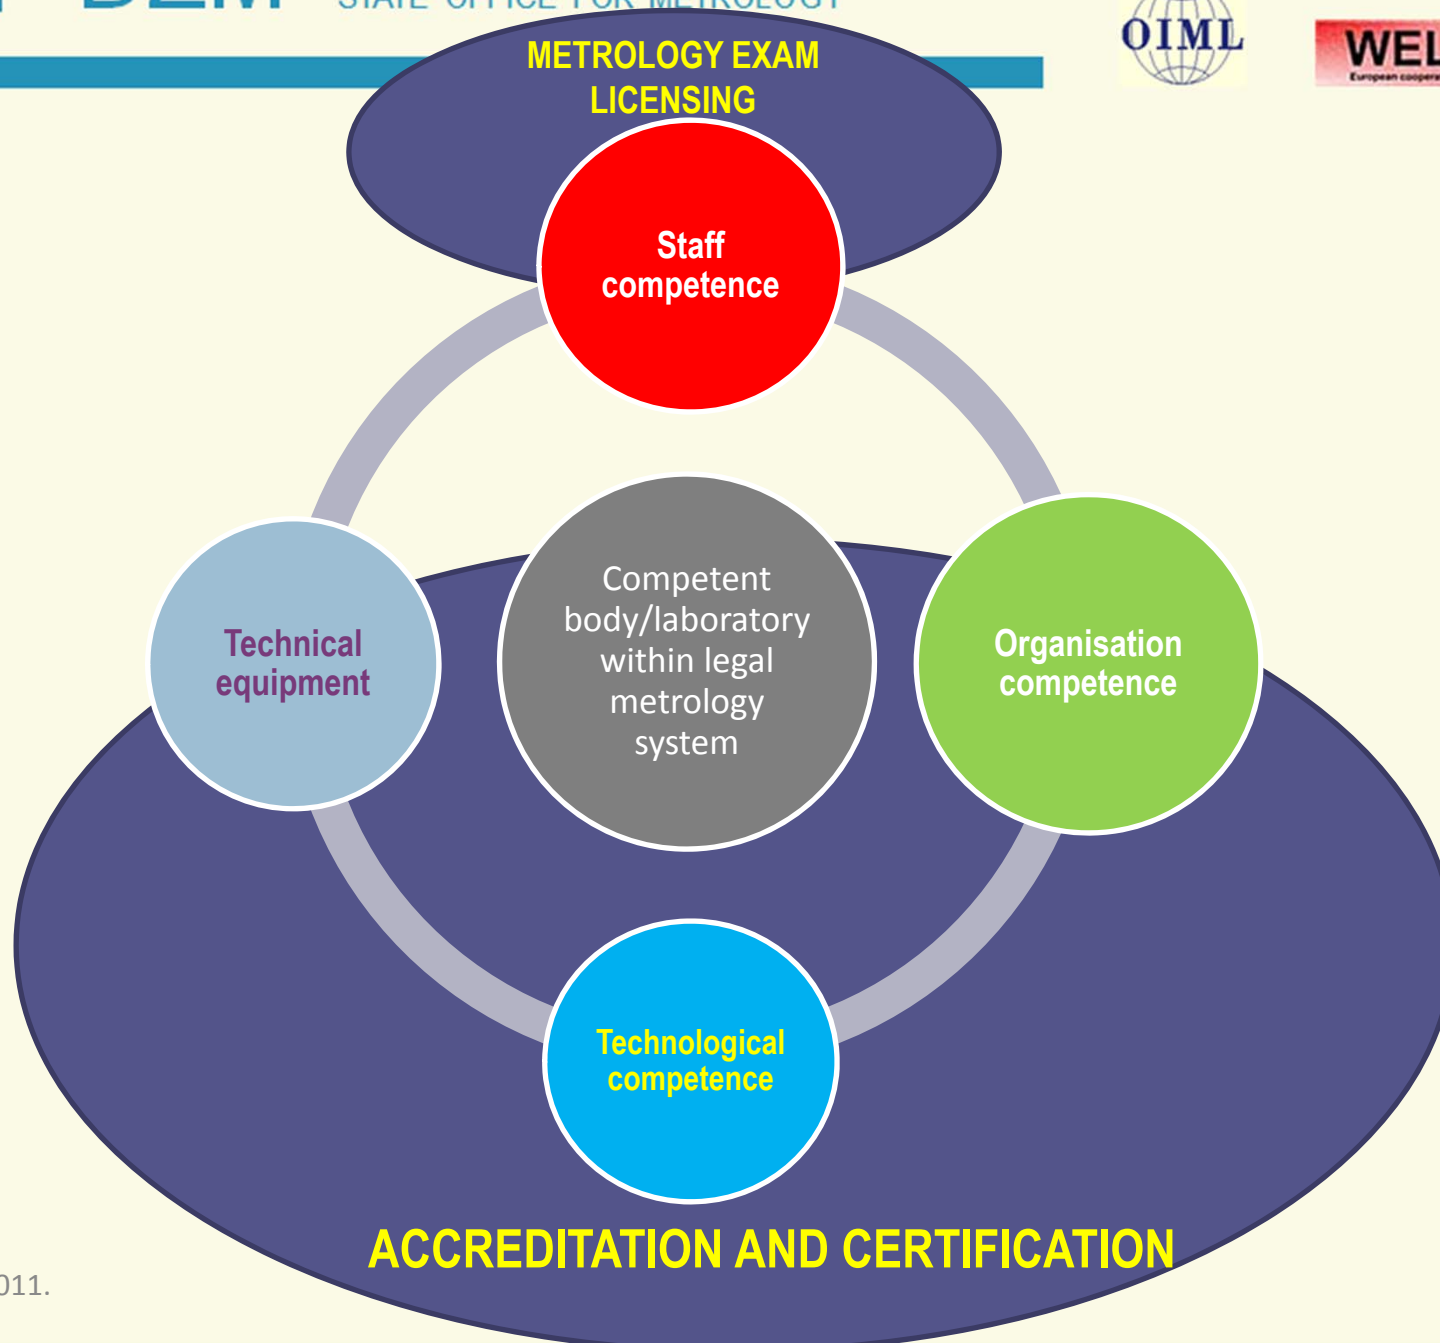 DZM STATE OFFICE FOR METROLOGY
OIML
METROLOGY EXAM
LICENSING
Staff
competence
Competent
body/laboratory
within legal
metrology
system
Technical
equipment
Organisation
competence
Technological
competence
ACCREDITATION AND CERTIFICATION
011.